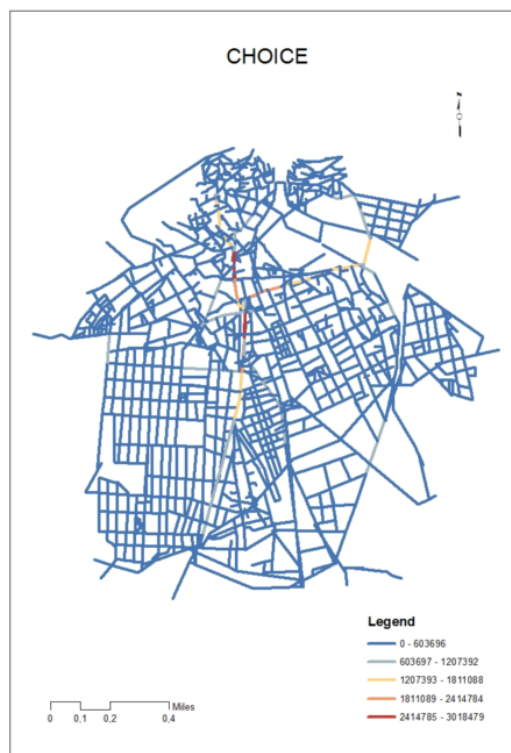 CHOICE
Legend
0 - 603696
603697 - 1207392
1207393 - 1811088
1811089 - 2414784
2414785 - 3018479
Miles
0 0,1 0,2 0,4